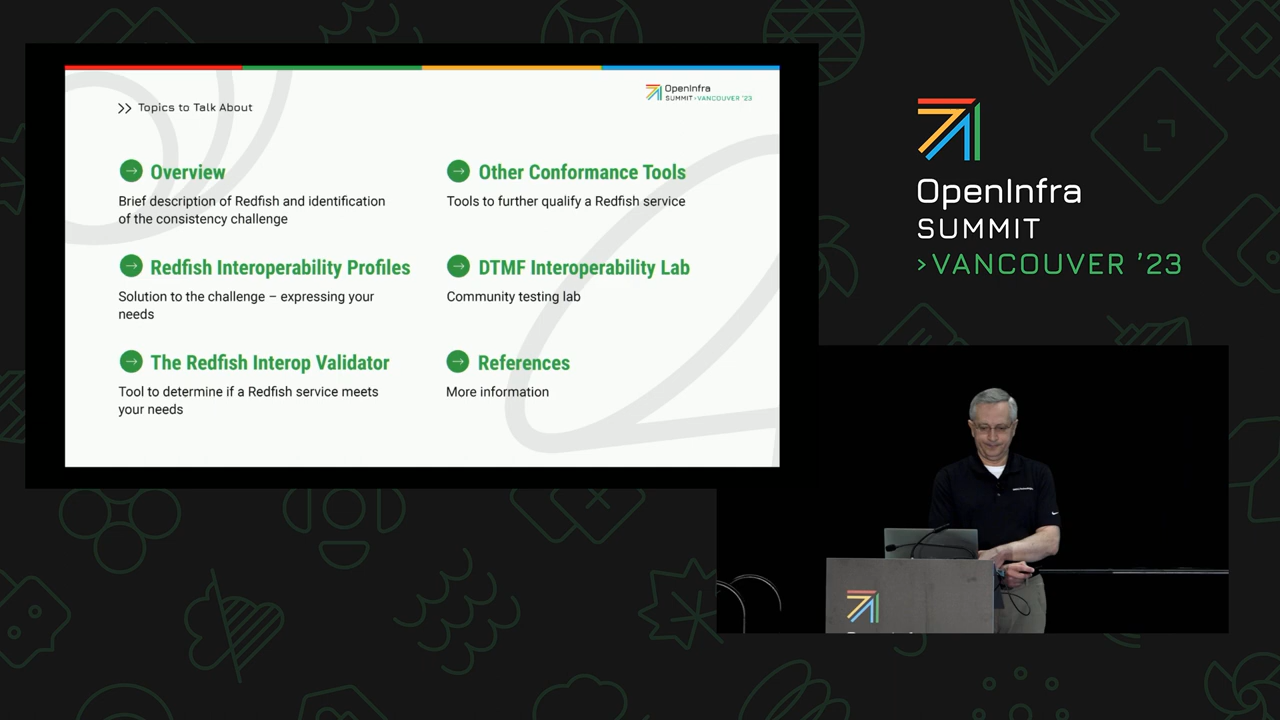 Topics to Talk About
OpenInfra
SUMMIT›VANCOUVER '23
Overview
Brief description of Redfish and identification
of the consistency challenge
Redfish Interoperability Profiles
Solution to the challenge – expressing your
needs
The Redfish Interop Validator
Tool to determine if a Redfish service meets
your needs
Other Conformance Tools
Tools to further qualify a Redfish service
DTMF Interoperability Lab
Community testing lab
References
More information
OpenInfra
SUMMIT
›VANCOUVER '23